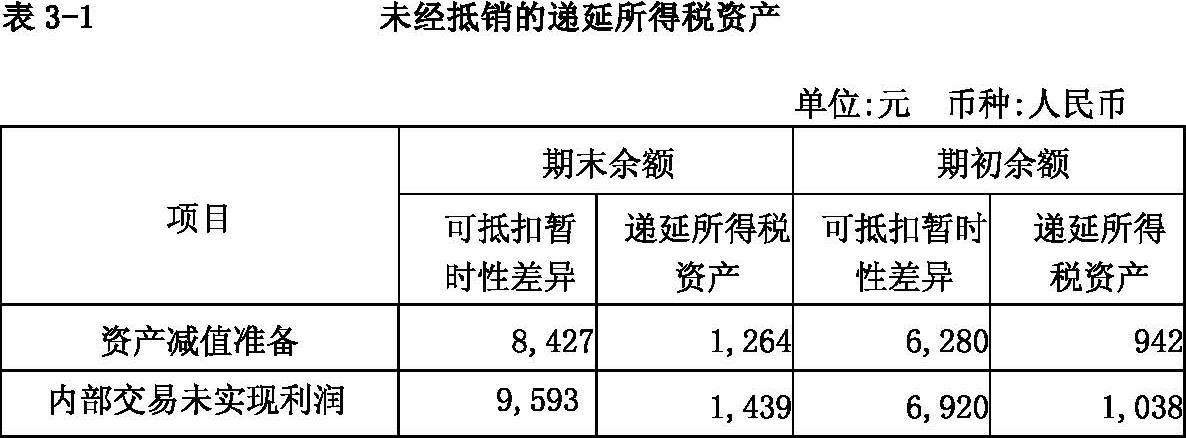 表3-1 未经抵销的递延所得税资产
单位:元 币种:人民币
项目 期末余额 期初余额
可抵扣暂时性差异 递延所得税资产 可抵扣暂时性差异 递延所得税资产
资产减值准备 8,427 1,264 6,280 942
内部交易未实现利润 9,593 1,439 6,920 1,038